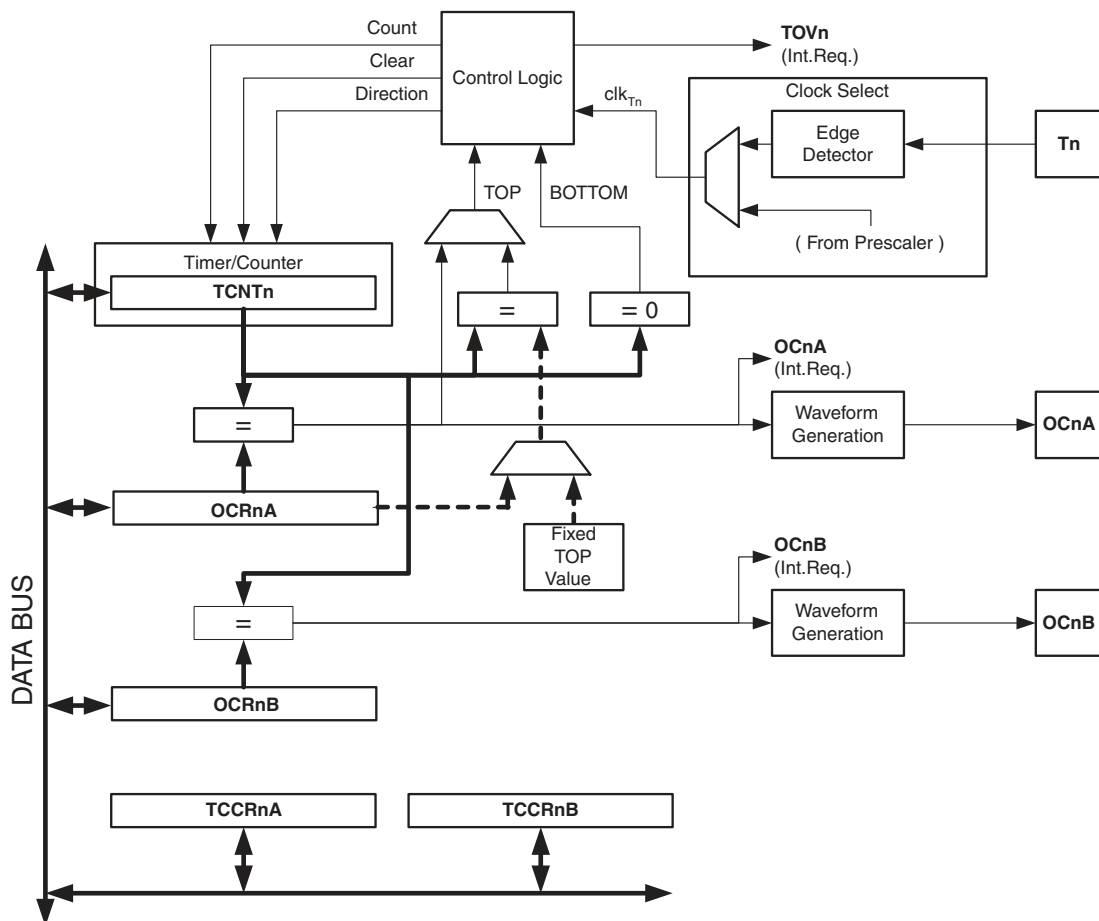 Count
Clear
Direction
Control Logic
TOVn
(Int.Req.)
clkTn
Clock Select
Edge
Detector
Tn
( From Prescaler )
TOP
BOTTOM
Timer/Counter
TCNTn
=
= 0
OCnA
(Int.Req.)
=
Waveform
Generation
OCnA
OCRnA
Fixed
TOP
Value
OCnB
(Int.Req.)
=
Waveform
Generation
OCnB
OCRnB
DATA BUS
TCCRnA
TCCRnB